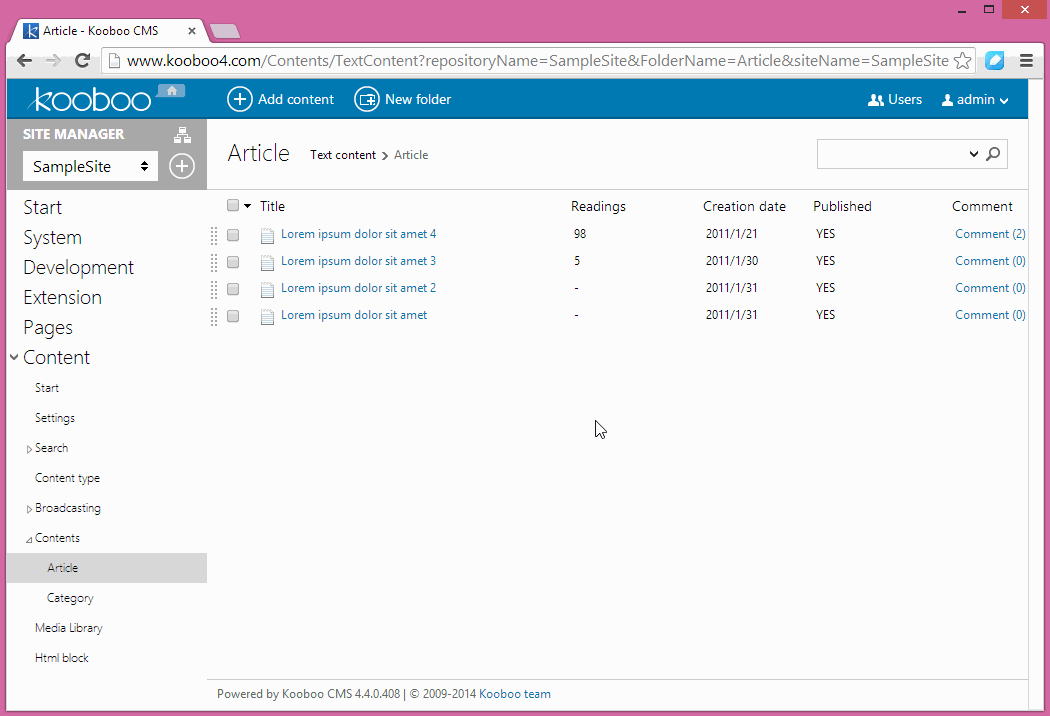 Article - Kooboo CMS
www.kooboo4.com/Contents/TextContent?repositoryName=SampleSite&FolderName=Article&siteName=SampleSite
kooboo
Add content
New folder
Users
admin
SITE MANAGER
SampleSite
Article
Text content
Article
Start
System
Development
Extension
Pages
Content
Start
Settings
Search
Content type
Broadcasting
Contents
Article
Category
Media Library
Html block
Title Readings Creation date Published Comment
Lorem ipsum dolor sit amet 4 98 2011/1/21 YES Comment (2)
Lorem ipsum dolor sit amet 3 5 2011/1/30 YES Comment (0)
Lorem ipsum dolor sit amet 2 - 2011/1/31 YES Comment (0)
Lorem ipsum dolor sit amet - 2011/1/31 YES Comment (0)
Powered by Kooboo CMS 4.4.0.408 | © 2009-2014 Kooboo team